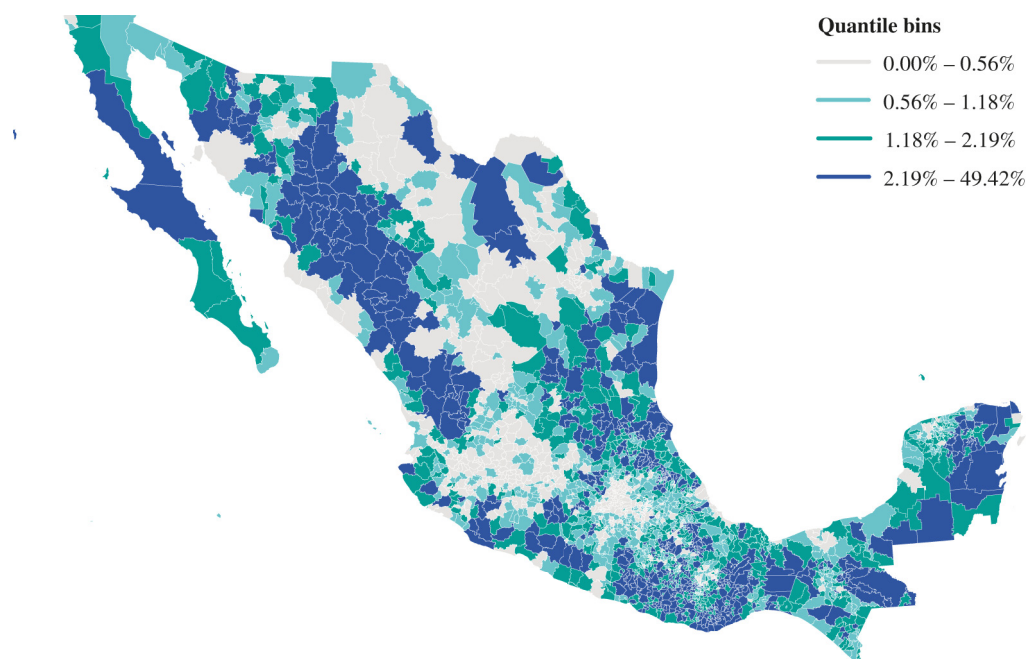 Quantile bins
0.00% – 0.56%
0.56% – 1.18%
1.18% – 2.19%
2.19% – 49.42%